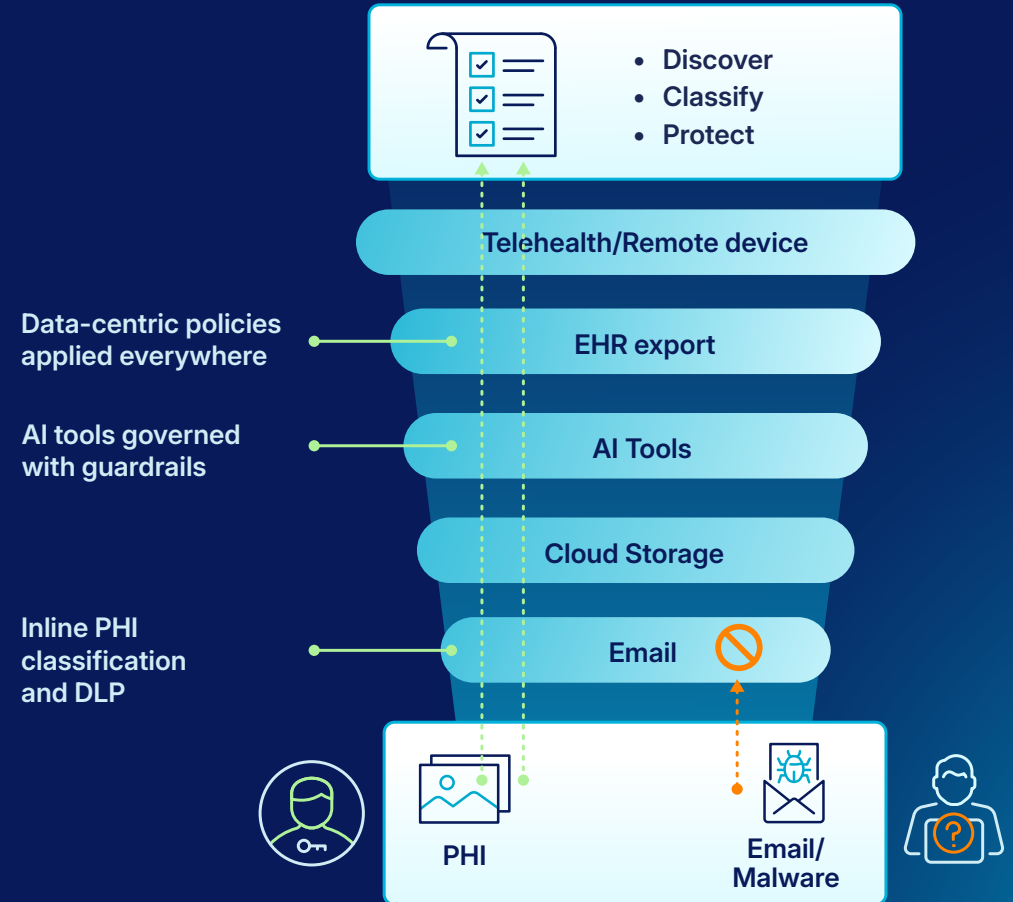 • Discover
• Classify
• Protect
Telehealth/Remote device
Data-centric policies
applied everywhere
EHR export
AI tools governed
with guardrails
AI Tools
Cloud Storage
Inline PHI
classification
and DLP
Email
PHI
Email/
Malware
?